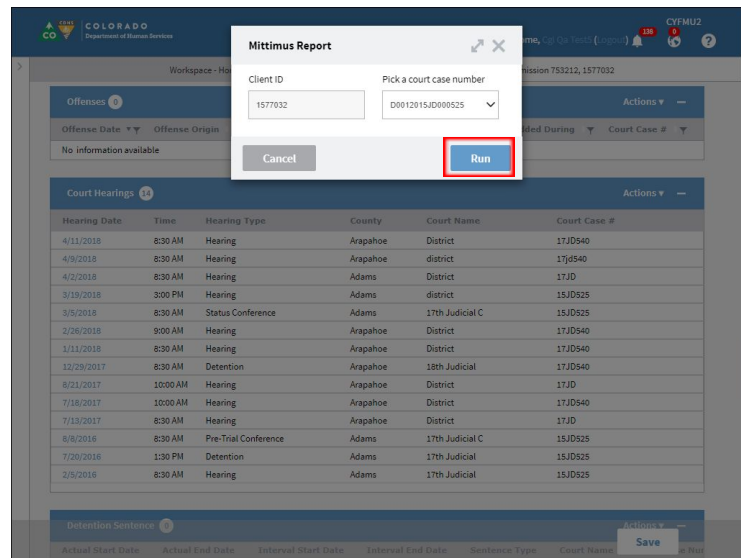 CDHS
CO
COLORADO
Department of Human Services
CYFMU2
me, Cgi Qa Test5 (Logout)
138
0
?
Workspace - Ho
mission 753212, 1577032
Mittimus Report
Client ID
Pick a court case number
1577032
D0012015JD000525
Cancel
Run
Offenses 0
Actions
Offense Date
Offense Origin
ded During
Court Case #
No information available
Court Hearings 14
Actions
Hearing Date Time Hearing Type County Court Name Court Case #
4/11/2018 8:30 AM Hearing Arapahoe District 17JD540
4/9/2018 8:30 AM Hearing Arapahoe district 17jd540
4/2/2018 8:30 AM Hearing Adams District 17JD
3/19/2018 3:00 PM Hearing Adams district 15JD525
3/5/2018 8:30 AM Status Conference Adams 17th Judicial C 15JD525
2/26/2018 9:00 AM Hearing Arapahoe District 17JD540
1/11/2018 8:30 AM Hearing Arapahoe District 17JD540
12/29/2017 8:30 AM Detention Arapahoe 18th Judicial 17JD540
8/21/2017 10:00 AM Hearing Arapahoe District 17JD
7/18/2017 10:00 AM Hearing Arapahoe District 17JD540
7/13/2017 8:30 AM Hearing Arapahoe District 17JD
8/8/2016 8:30 AM Pre-Trial Conference Adams 17th Judicial C 15JD525
7/20/2016 1:30 PM Detention Adams 17th Judicial 15JD525
2/5/2016 8:30 AM Hearing Adams 17th Judicial 15JD525
Detention Sentence
Actions
Save
Actual Start Date Actual End Date Interval Start Date Interval End Date Sentence Type Court Name e Nu